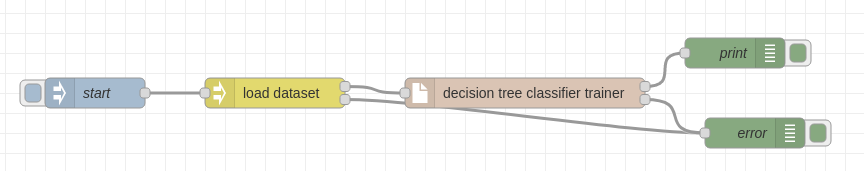 print
start
load dataset
decision tree classifier trainer
error